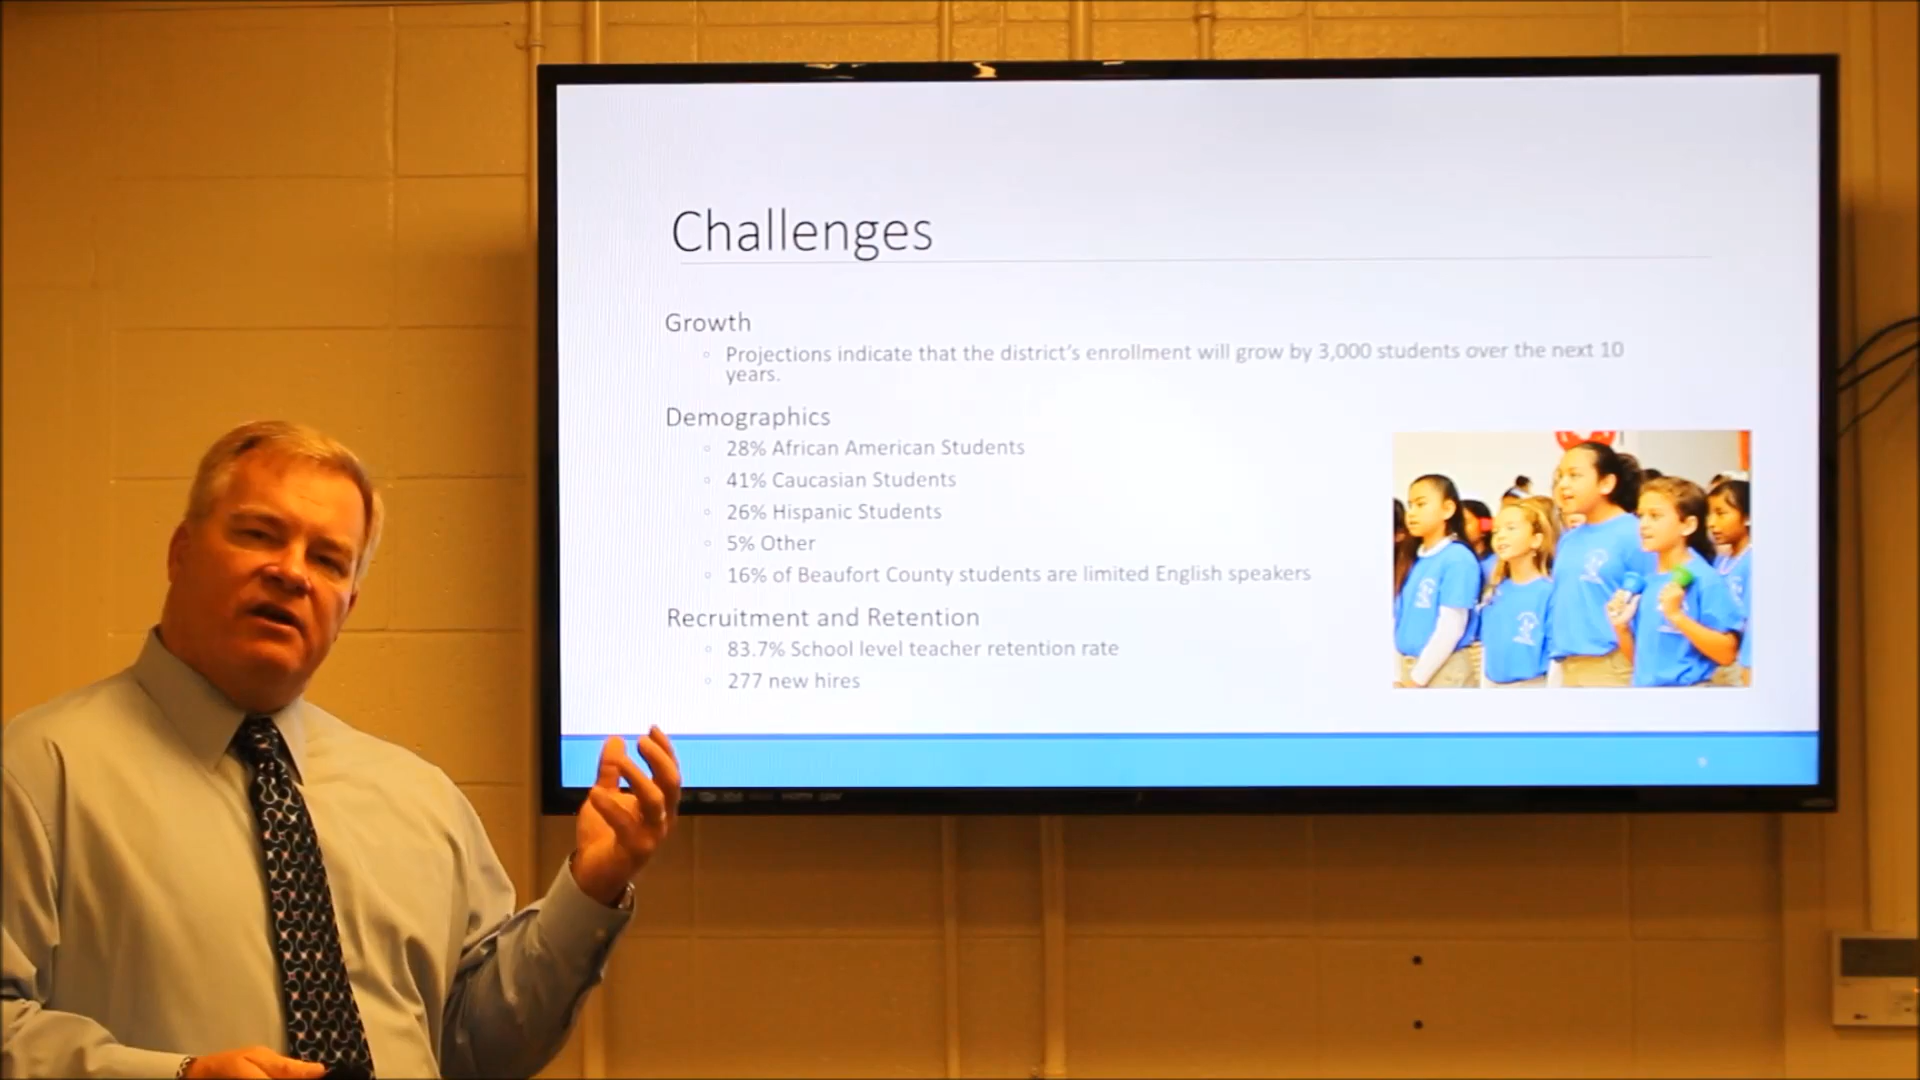 Challenges
Growth
Projections indicate that the district's enrollment will grow by 3,000 students over the next 10
years.
Demographics
28% African American Students
41% Caucasian Students
26% Hispanic Students
5% Other
16% of Beaufort County students are limited English speakers
Recruitment and Retention
83.7% School level teacher retention rate
277 new hires